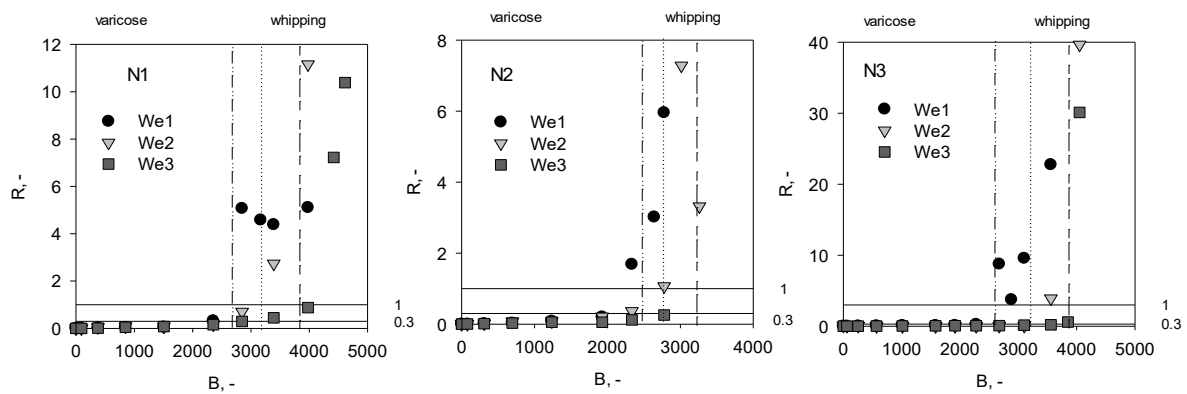 varicose whipping
12
10
8
6
4
2
0
R, -
N1
We1
We2
We3
1
0.3
0 1000 2000 3000 4000 5000
B, -
varicose whipping
8
6
4
2
0
R, -
N2
We1
We2
We3
1
0.3
0 1000 2000 3000 4000
B, -
varicose whipping
40
30
20
10
0
R, -
N3
We1
We2
We3
1
0.3
0 1000 2000 3000 4000 5000
B, -